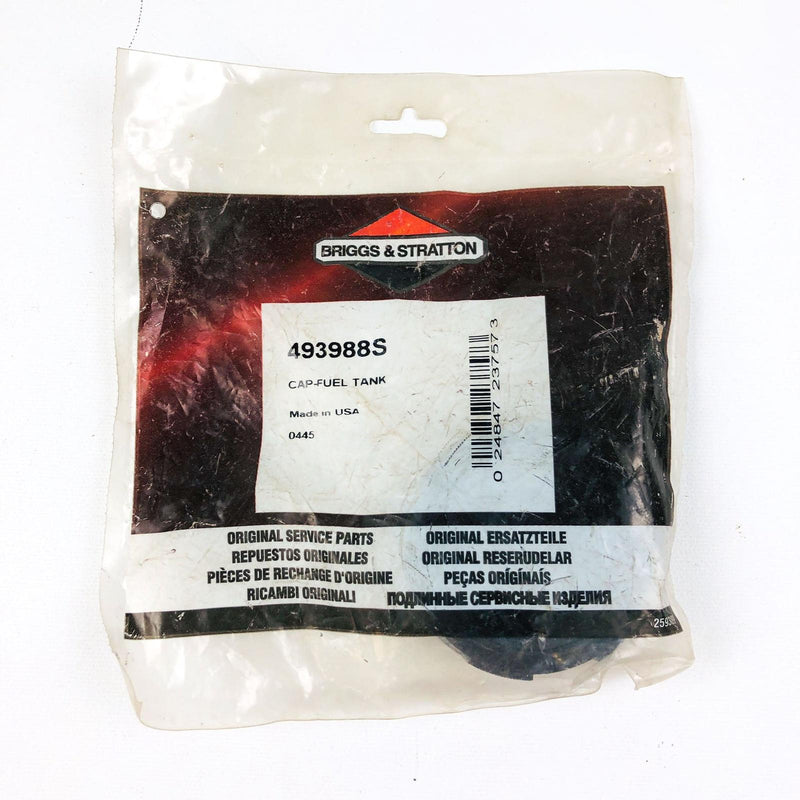 BRIGGS & STRATTON
493988S
CAP-FUEL TANK
Made in USA
0445
0 24847 23757 3
ORIGINAL SERVICE PARTS
REPUESTOS ORIGINALES
PIÈCES DE RECHANGE D'ORIGINE
RICAMBI ORIGINALI
ORIGINAL ERSATZTEILE
ORIGINAL RESERUDELAR
PEÇAS ORÍGÍNAÍS
ПОДЛИННЫЕ СЕРВИСНЫЕ ИЗДЕЛИЯ